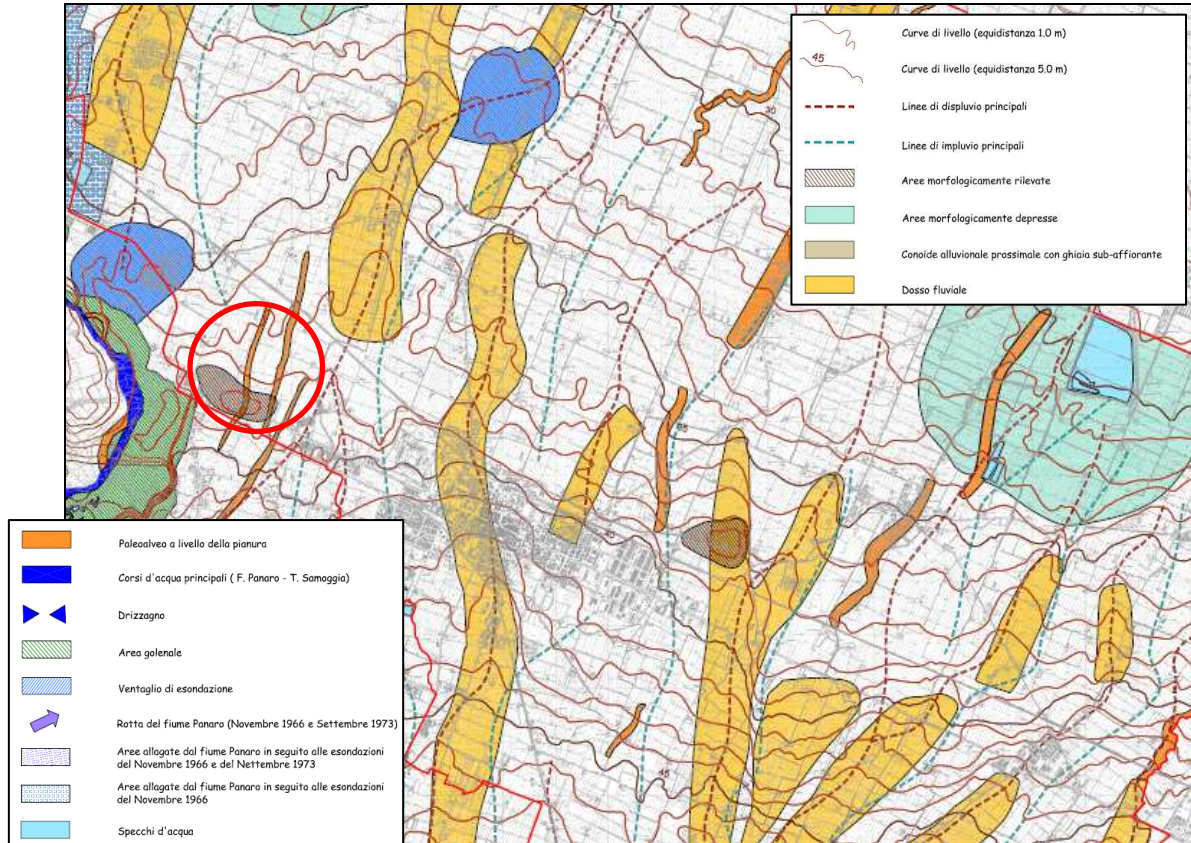 Curve di livello (equidistanza 1.0 m)
45
Curve di livello (equidistanza 5.0 m)
Linee di displuvio principali
Linee di impluvio principali
Aree morfologicamente rilevate
Aree morfologicamente depresse
Conoide alluvionale prossimale con ghiaia sub-affiorante
Dosso fluviale
30
35
45
Paleoalveo a livello della pianura
Corsi d'acqua principali ( F. Panaro - T. Samoggia)
Drizzagno
Area golenale
Ventaglio di esondazione
Rotta del fiume Panaro (Novembre 1966 e Settembre 1973)
Aree allagate dal fiume Panaro in seguito alle esondazioni
del Novembre 1966 e del Nettembre 1973
Aree allagate dal fiume Panaro in seguito alle esondazioni
del Novembre 1966
Specchi d'acqua